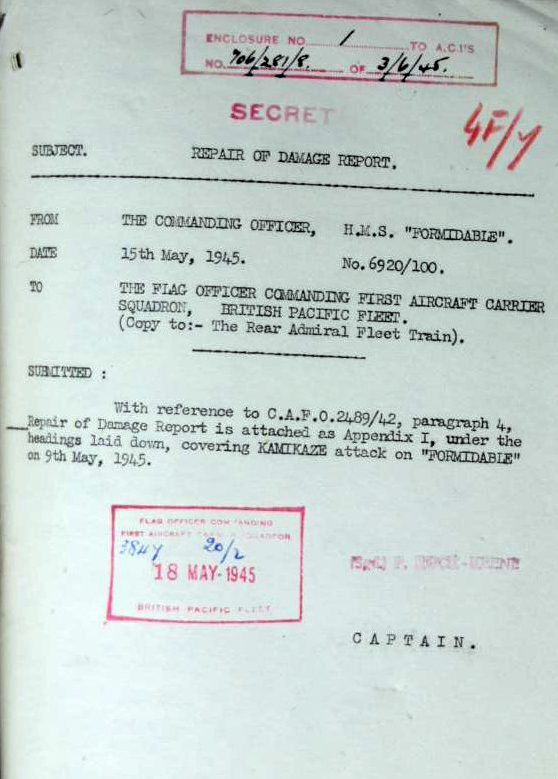 ENCLOSURE NO. 1 TO A.C.1'S
NO. 706/281/8. OF 3/6/45.
SECRET
4F/Y
SUBJECT. REPAIR OF DAMAGE REPORT.
FROM THE COMMANDING OFFICER, H.M.S. "FORMIDABLE".
DATE 15th May, 1945. No.6920/100.
TO THE FLAG OFFICER COMMANDING FIRST AIRCRAFT CARRIER
SQUADRON, BRITISH PACIFIC FLEET.
(Copy to:- The Rear Admiral Fleet Train).
SUBMITTED :
With reference to C.A.F.O.2489/42, paragraph 4,
Repair of Damage Report is attached as Appendix I, under the
headings laid down, covering KAMIKAZE attack on "FORMIDABLE"
on 9th May, 1945.
FLAG OFFICER COMMANDING
FIRST AIRCRAFT CARRIER SQUADRON
20/2
18 MAY 1945
BRITISH PACIFIC FLEET
(Sgd.) P.
CAPTAIN.